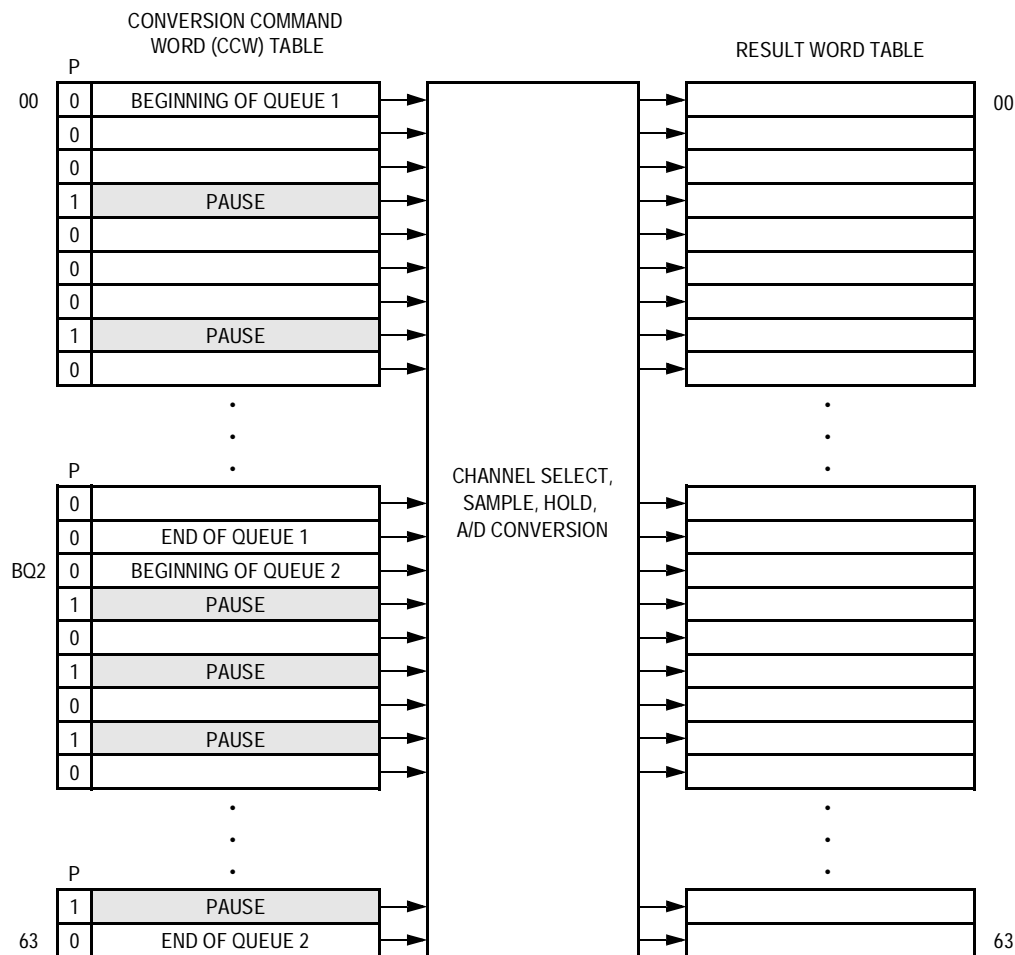 CONVERSION COMMAND
WORD (CCW) TABLE
RESULT WORD TABLE
P
00 0 BEGINNING OF QUEUE 1 00
0
0
1 PAUSE
0
0
0
1 PAUSE
0
.
.
.
P
CHANNEL SELECT,
SAMPLE, HOLD,
A/D CONVERSION
0
0 END OF QUEUE 1
BQ2 0 BEGINNING OF QUEUE 2
1 PAUSE
0
1 PAUSE
0
1 PAUSE
0
.
.
.
P
1 PAUSE
63 0 END OF QUEUE 2 63